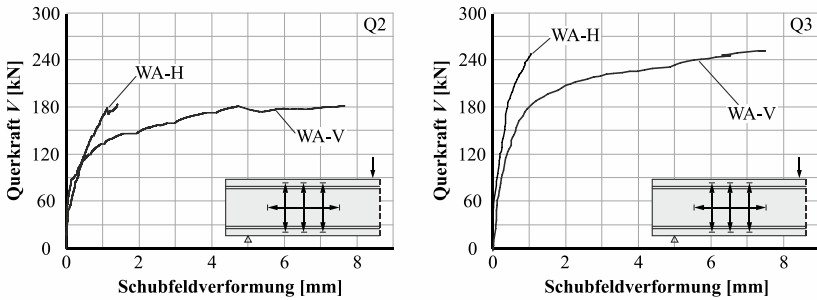 Q2
Querkraft V [kN]
300
240
180
120
60
0
WA-H
WA-V
0 2 4 6 8
Schubfeldverformung [mm]
Q3
Querkraft V [kN]
300
240
180
120
60
0
WA-H
WA-V
0 2 4 6 8
Schubfeldverformung [mm]